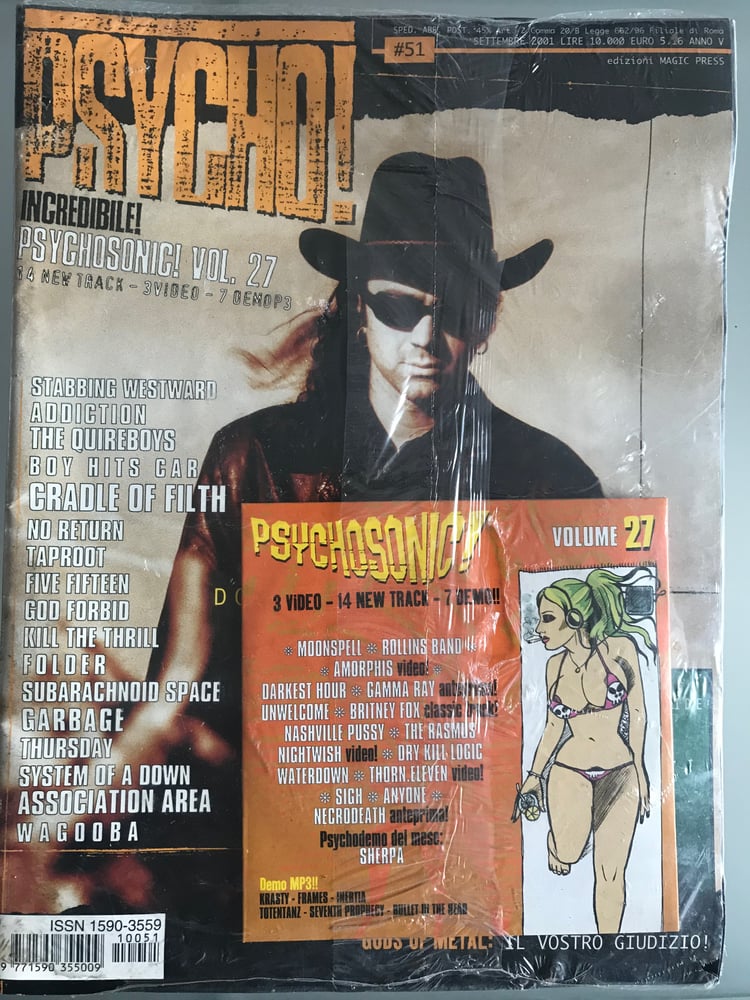 SPED. ABB. POST. 45% Art. 2 Comma 20/B Legge 662/96 Filiale di Roma
#51
SETTEMBRE 2001 LIRE 10.000 EURO 5.16 ANNO V
edizioni MAGIC PRESS
PSYCHO!
INCREDIBILE!
PSYCHOSONIC! VOL. 27
14 NEW TRACK - 3VIDEO - 7 DEMOP3
STABBING WESTWARD
ADDICTION
THE QUIREBOYS
BOY HITS CAR
CRADLE OF FILTH
NO RETURN
TAPROOT
FIVE FIFTEEN
GOD FORBID
KILL THE THRILL
FOLDER
SUBARACHNOID SPACE
GARBAGE
THURSDAY
SYSTEM OF A DOWN
ASSOCIATION AREA
WAGOOBA
PSYCHOSONIC!
VOLUME 27
3 ViDEO - 14 NEW TRACK - 7 DEMO!!
MOONSPELL * ROLLINS BAND
* AMORPHIS video! *
DARKEST HOUR * GAMMA RAY anteprima!
UNWELCOME * BRITNEY FOX classic track!
NASHVILLE PUSSY * THE RASMUS
NIGHTWISH video! * DRY KILL LOGIC
WATERDOWN * THORN.ELEVEN video!
* SIGH * ANYONE *
NECRODEATH anteprima!
Psychodemo del mese:
SHERPA
Demo MP3!!
KRASTY - FRAMES - INERTIA
TOTENTANZ - SEVENTH PROPHECY - BULLET IN THE HEAD
GODS OF METAL: IL VOSTRO GIUDIZIO!
ISSN 1590-3559
10051
9 771590 355009